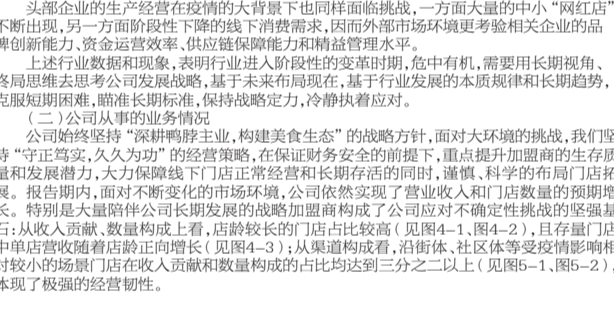 头部企业的生产经营在疫情的大背景下也同样面临挑战，一方面大量的中小“网红店”
不断出现，另一方面阶段性下降的线下消费需求，因而外部市场环境更考验相关企业的品
牌创新能力、资金运营效率、供应链保障能力和精益管理水平。
上述行业数据和现象，表明行业进入阶段性的变革时期，危中有机，需要用长期视角、
终局思维去思考公司发展战略，基于未来布局现在，基于行业发展的本质规律和长期趋势，
克服短期困难，瞄准长期标准，保持战略定力，冷静执着应对。
（二）公司从事的业务情况
公司始终坚持“深耕鸭脖主业，构建美食生态”的战略方针，面对大环境的挑战，我们坚
持“守正笃实，久久为功”的经营策略，在保证财务安全的前提下，重点提升加盟商的生存质
量和发展潜力，大力保障线下门店正常经营和长期存活的同时，谨慎、科学的布局门店拓
展。报告期内，面对不断变化的市场环境，公司依然实现了营业收入和门店数量的预期增
长。特别是大量陪伴公司长期发展的战略加盟商构成了公司应对不确定性挑战的坚强基
石：从收入贡献、数量构成上看，店龄较长的门店占比较高（见图4-1、图4-2），且存量门店
中单店营收随着店龄正向增长（见图4-3）；从渠道构成看，沿街体、社区体等受疫情影响相
对较小的场景门店在收入贡献和数量构成的占比均达到三分之二以上（见图5-1、图5-2），
体现了极强的经营韧性。